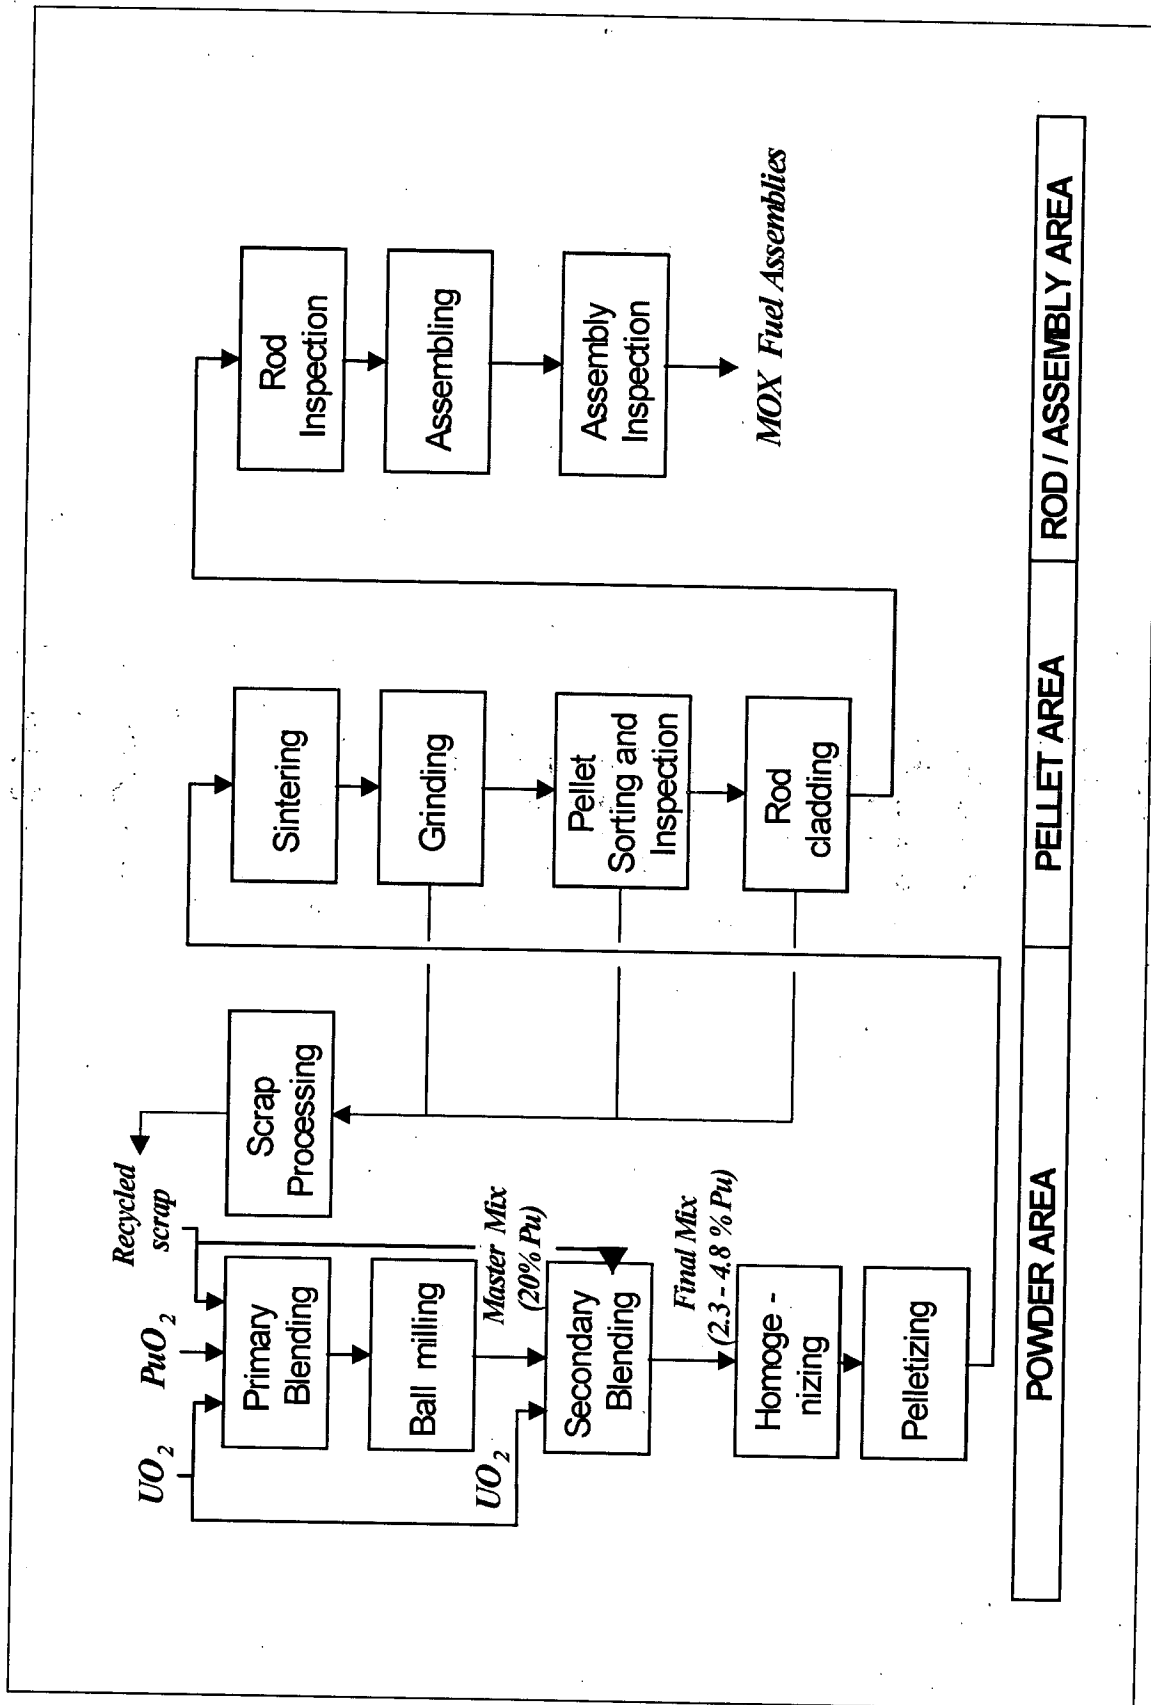 UO2
PuO2
Recycled
scrap
Primary
Blending
Ball milling
UO2
Master Mix
(20% Pu)
Secondary
Blending
Final Mix
(2.3 - 4.8 % Pu)
Homoge -
nizing
Pelletizing
Scrap
Processing
Sintering
Grinding
Pellet
Sorting and
Inspection
Rod
cladding
Rod
Inspection
Assembling
Assembly
Inspection
MOX Fuel Assemblies
POWDER AREA
PELLET AREA
ROD / ASSEMBLY AREA